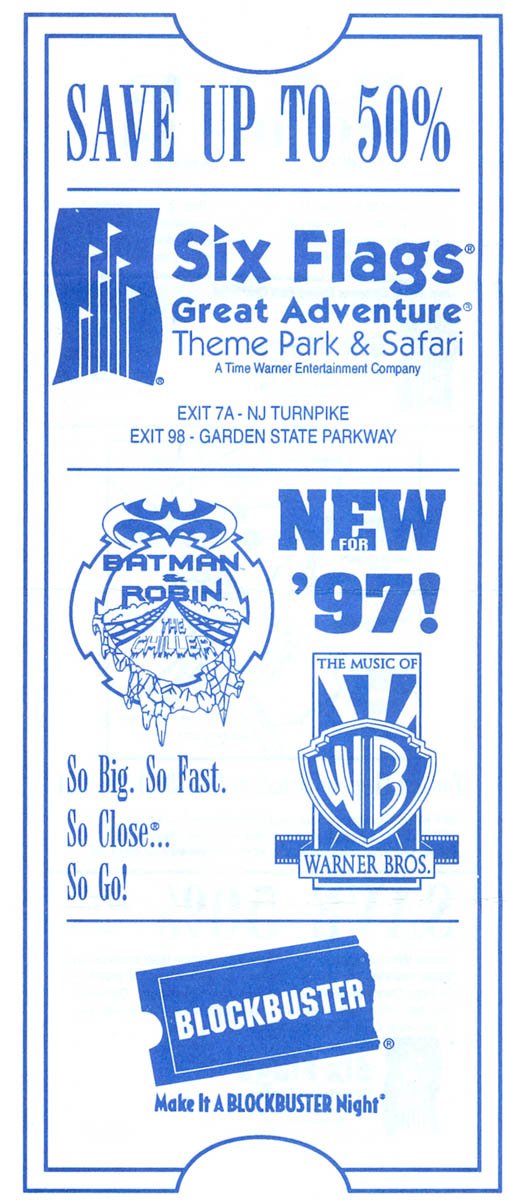 SAVE UP TO 50%
Six Flags®
Great Adventure®
Theme Park & Safari
A Time Warner Entertainment Company
®
EXIT 7A - NJ TURNPIKE
EXIT 98 - GARDEN STATE PARKWAY
BATMAN
&
ROBIN™
THE
CHILLER
NEW
FOR
'97!
THE MUSIC OF
WB
WARNER BROS.
So Big. So Fast.
So Close®...
So Go!
BLOCKBUSTER
®
Make It A BLOCKBUSTER Night®